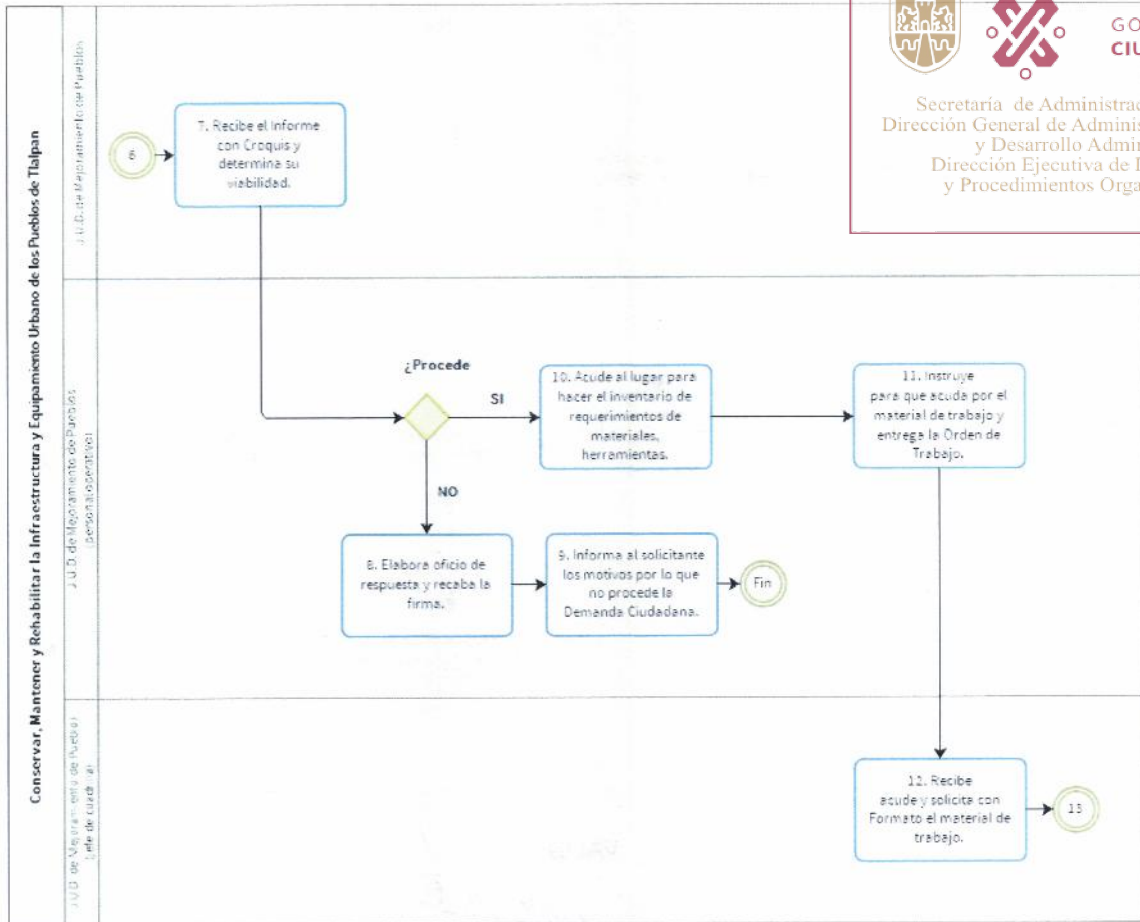 Conservar, Mantener y Rehabilitar la Infraestructura y Equipamiento Urbano de los Pueblos de Tlalpan
J.U.D. de Mejoramiento de Pueblos
GO
CIU
Secretaría de Administrac
Dirección General de Adminis
y Desarrollo Admin
Dirección Ejecutiva de
y Procedimientos Orga
6
7. Recibe el Informe
con Croquis y
determina su
viabilidad.
J.U.D. de Mejoramiento de Pueblos
(personal operativo)
¿Procede
SI
NO
10. Acude al lugar para
hacer el inventario de
requerimientos de
materiales,
herramientas.
11. Instruye
para que acuda por el
material de trabajo y
entrega la Orden de
Trabajo.
8. Elabora oficio de
respuesta y recaba la
firma.
9. Informa al solicitante
los motivos por lo que
no procede la
Demanda Ciudadana.
Fin
J.U.D. de Mejoramiento de Pueblos
(jefe de cuadrilla)
12. Recibe
acude y solicita con
Formato el material de
trabajo.
13